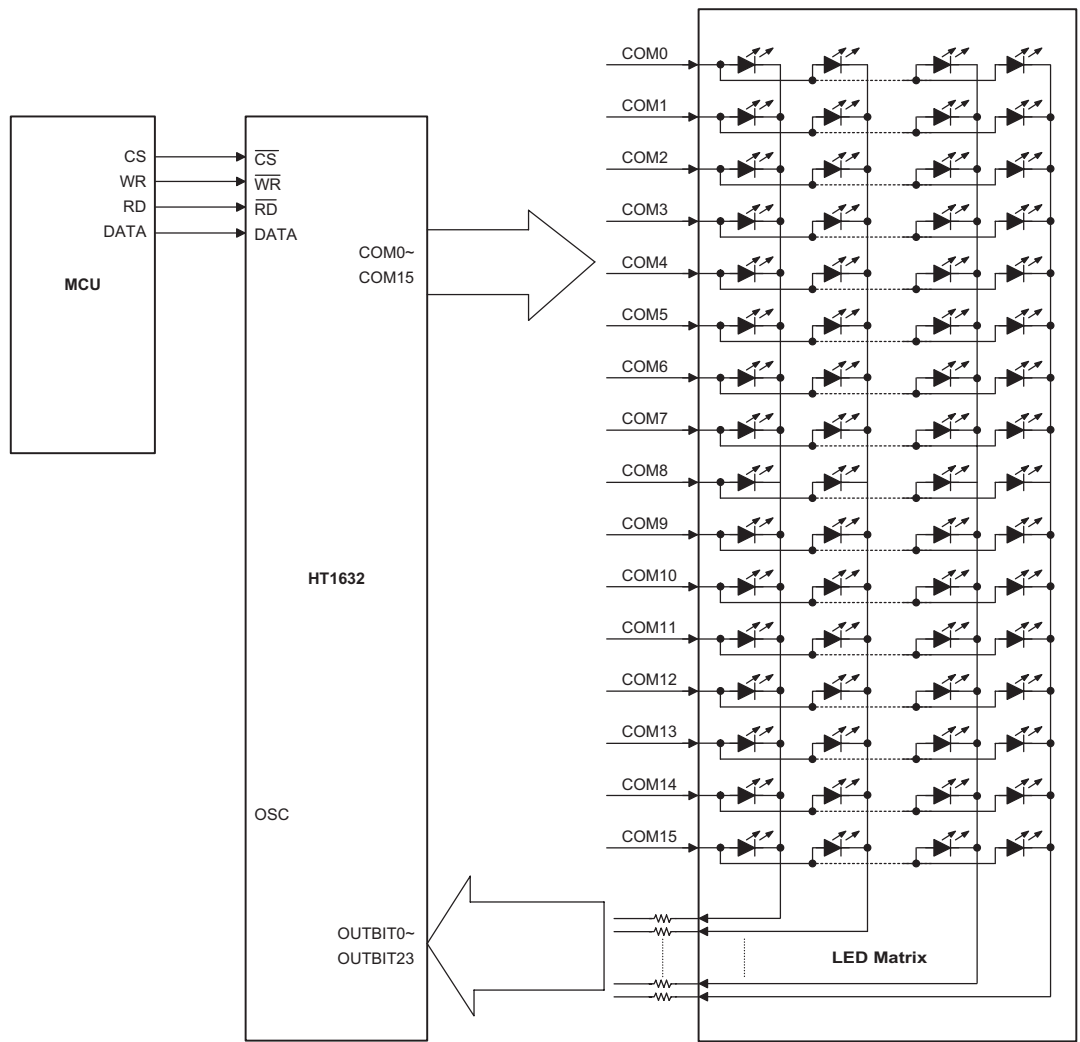 MCU
CS
WR
RD
DATA
CS
WR
RD
DATA
COM0~
COM15
HT1632
OSC
OUTBIT0~
OUTBIT23
COM0
COM1
COM2
COM3
COM4
COM5
COM6
COM7
COM8
COM9
COM10
COM11
COM12
COM13
COM14
COM15
LED Matrix